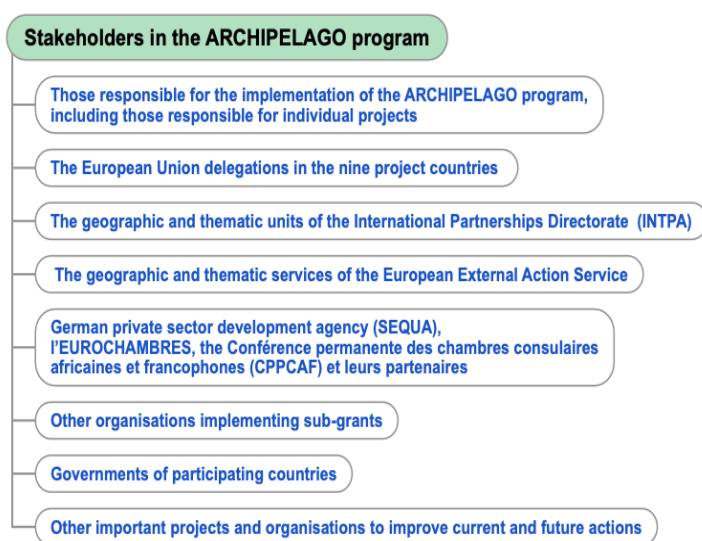 Stakeholders in the ARCHIPELAGO program
Those responsible for the implementation of the ARCHIPELAGO program,
including those responsible for individual projects
The European Union delegations in the nine project countries
The geographic and thematic units of the International Partnerships Directorate (INTPA)
The geographic and thematic services of the European External Action Service
German private sector development agency (SEQUA),
l'EUROCHAMBRES, the Conférence permanente des chambres consulaires
africaines et francophones (CPPCAF) et leurs partenaires
Other organisations implementing sub-grants
Governments of participating countries
Other important projects and organisations to improve current and future actions